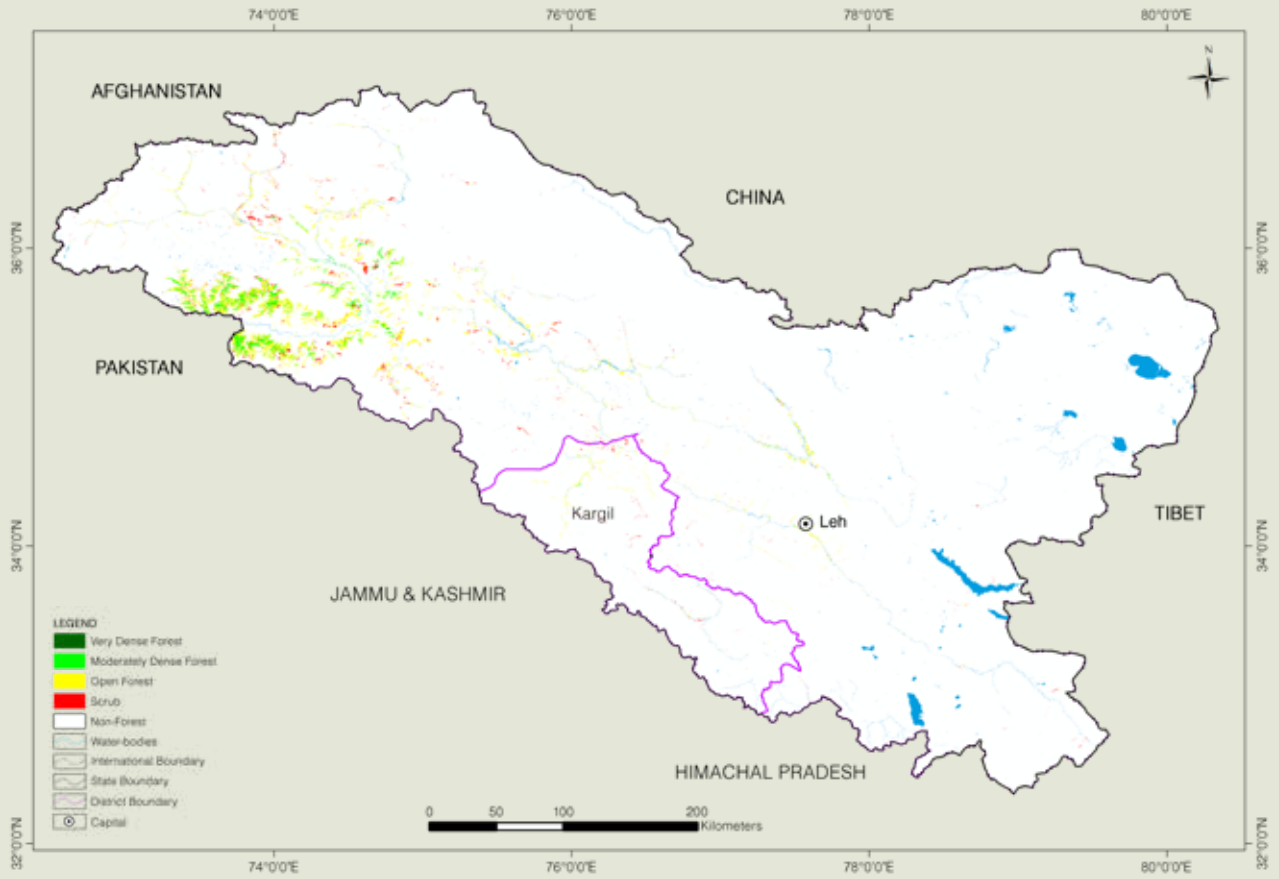 74°0'0"E 76°0'0"E 78°0'0"E 80°0'0"E
N
AFGHANISTAN
CHINA
36°0'0"N 36°0'0"N
PAKISTAN
Kargil
Leh
TIBET
34°0'0"N 34°0'0"N
JAMMU & KASHMIR
LEGEND
Very Dense Forest
Moderately Dense Forest
Open Forest
Scrub
Non-Forest
Water-bodies
International Boundary
State Boundary
District Boundary
Capital
HIMACHAL PRADESH
0 50 100 200
Kilometers
32°0'0"N 32°0'0"N
74°0'0"E 76°0'0"E 78°0'0"E 80°0'0"E